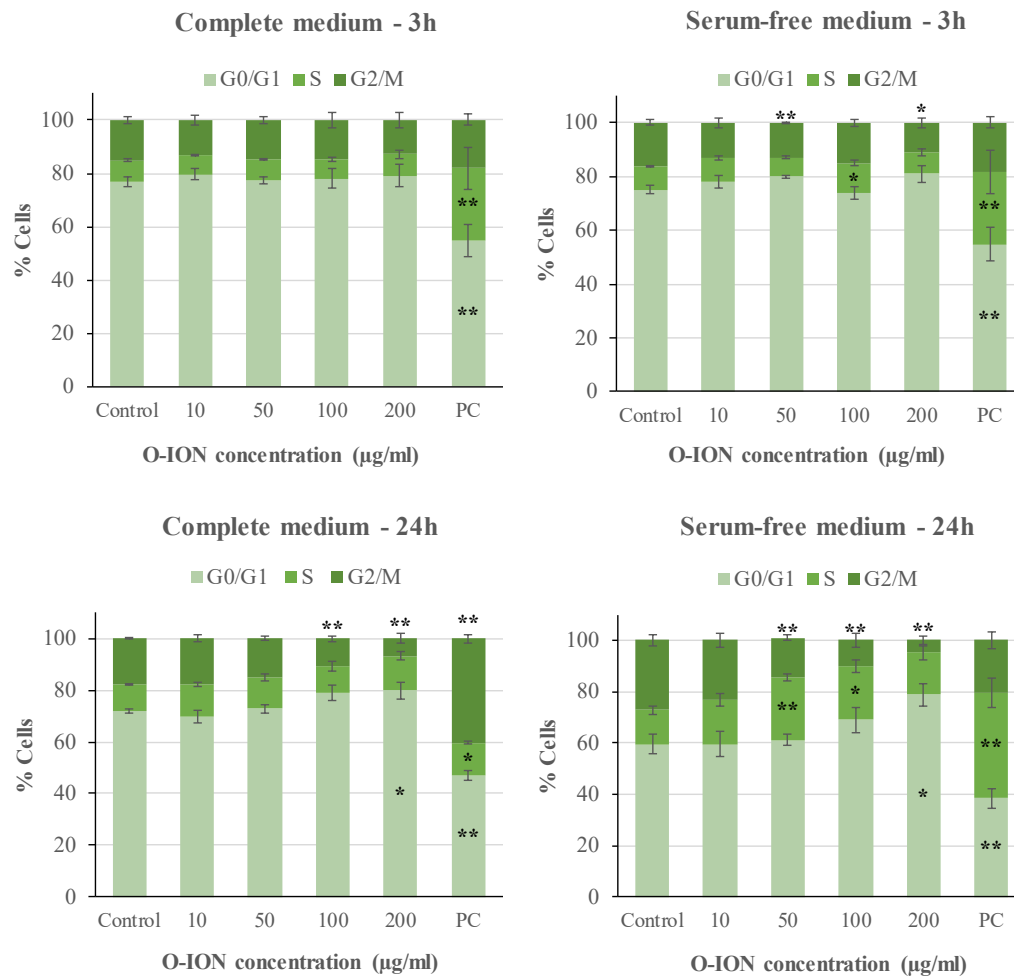 Complete medium - 3h
G0/G1 S G2/M
**
**
100
80
60
40
20
0
% Cells
Control 10 50 100 200 PC
O-ION concentration (µg/ml)
Serum-free medium - 3h
G0/G1 S G2/M
** *
*
**
**
100
80
60
40
20
0
% Cells
Control 10 50 100 200 PC
O-ION concentration (µg/ml)
Complete medium - 24h
G0/G1 S G2/M
** ** **
*
*
**
100
80
60
40
20
0
% Cells
Control 10 50 100 200 PC
O-ION concentration (µg/ml)
Serum-free medium - 24h
G0/G1 S G2/M
** ** **
** *
**
*
**
100
80
60
40
20
0
% Cells
Control 10 50 100 200 PC
O-ION concentration (µg/ml)